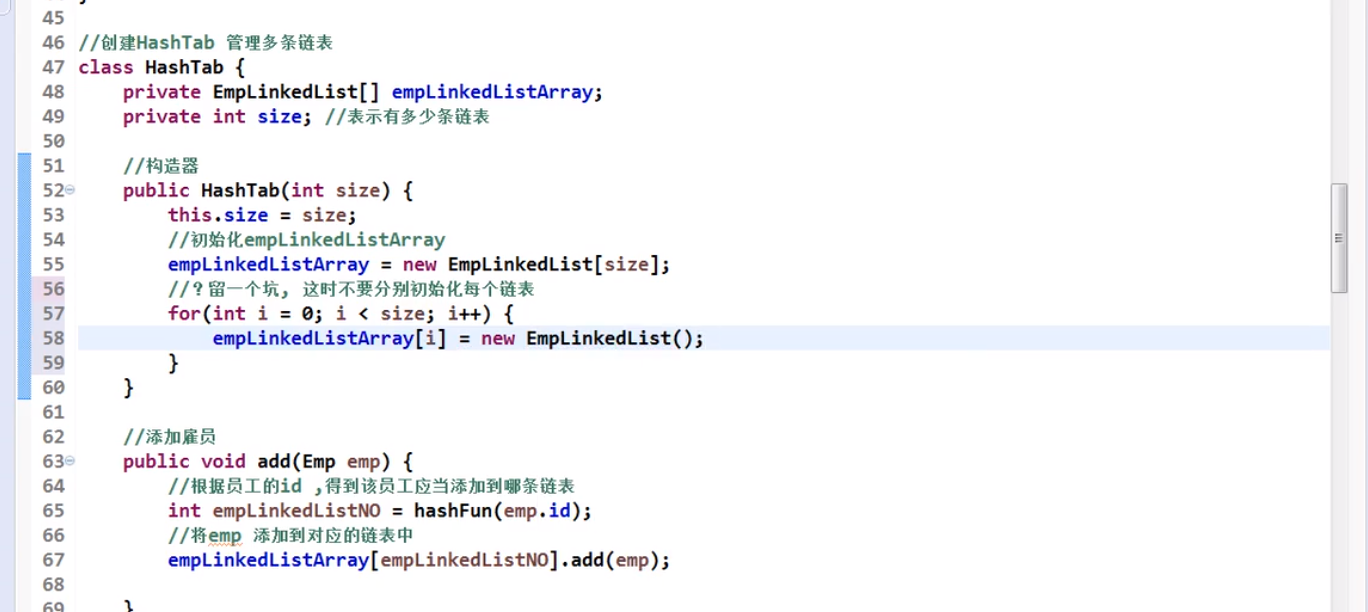 45
46 //创建HashTab 管理多条链表
47 class HashTab {
48     private EmpLinkedList[] empLinkedListArray;
49     private int size; //表示有多少条链表
50
51     //构造器
52     public HashTab(int size) {
53         this.size = size;
54         //初始化empLinkedListArray
55         empLinkedListArray = new EmpLinkedList[size];
56         //？留一个坑, 这时不要分别初始化每个链表
57         for(int i = 0; i < size; i++) {
58             empLinkedListArray[i] = new EmpLinkedList();
59         }
60     }
61
62     //添加雇员
63     public void add(Emp emp) {
64         //根据员工的id ,得到该员工应当添加到哪条链表
65         int empLinkedListNO = hashFun(emp.id);
66         //将emp 添加到对应的链表中
67         empLinkedListArray[empLinkedListNO].add(emp);
68
69     }